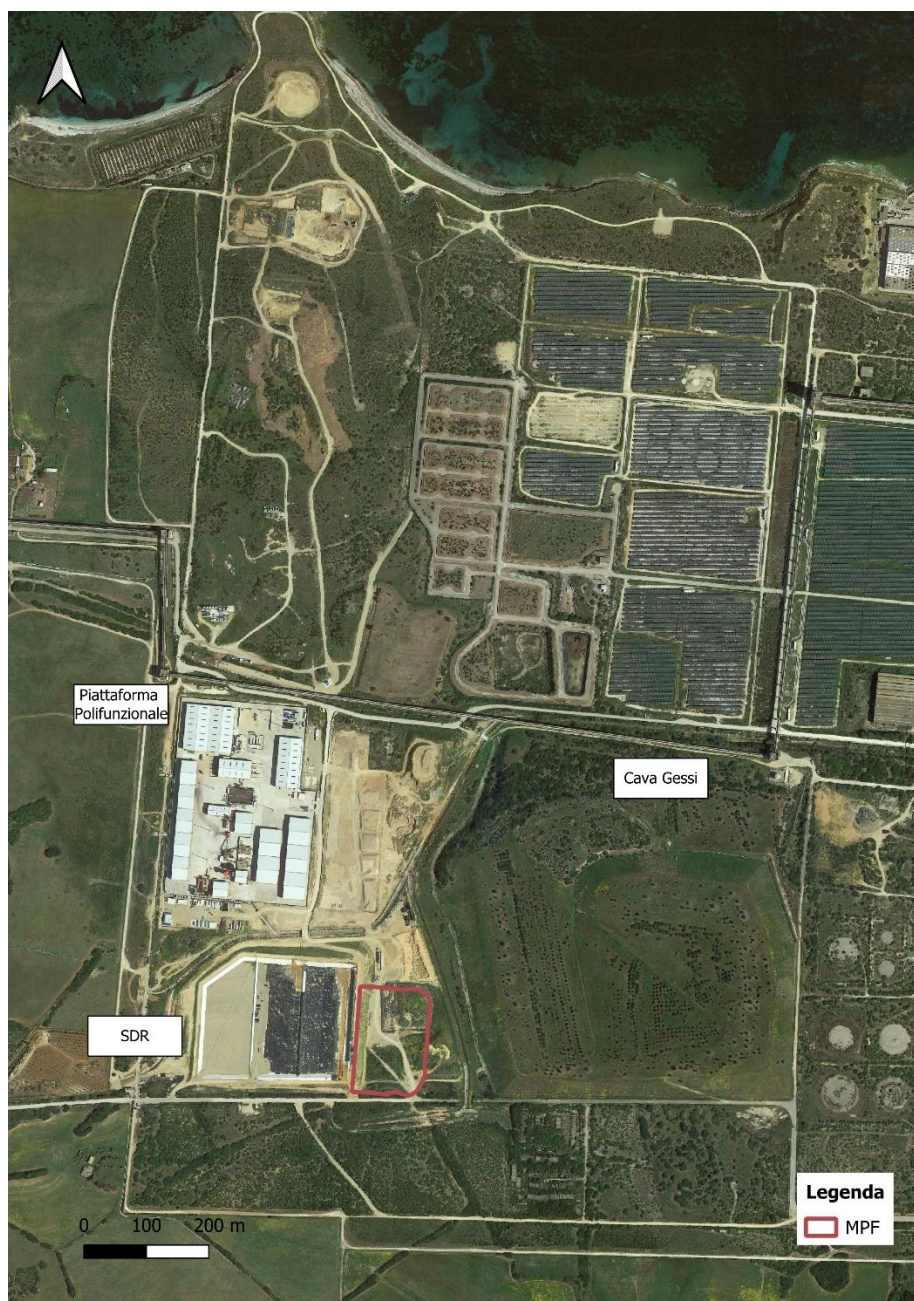 Piattaforma
Polifunzionale
Cava Gessi
SDR
Legenda
MPF
0 100 200 m